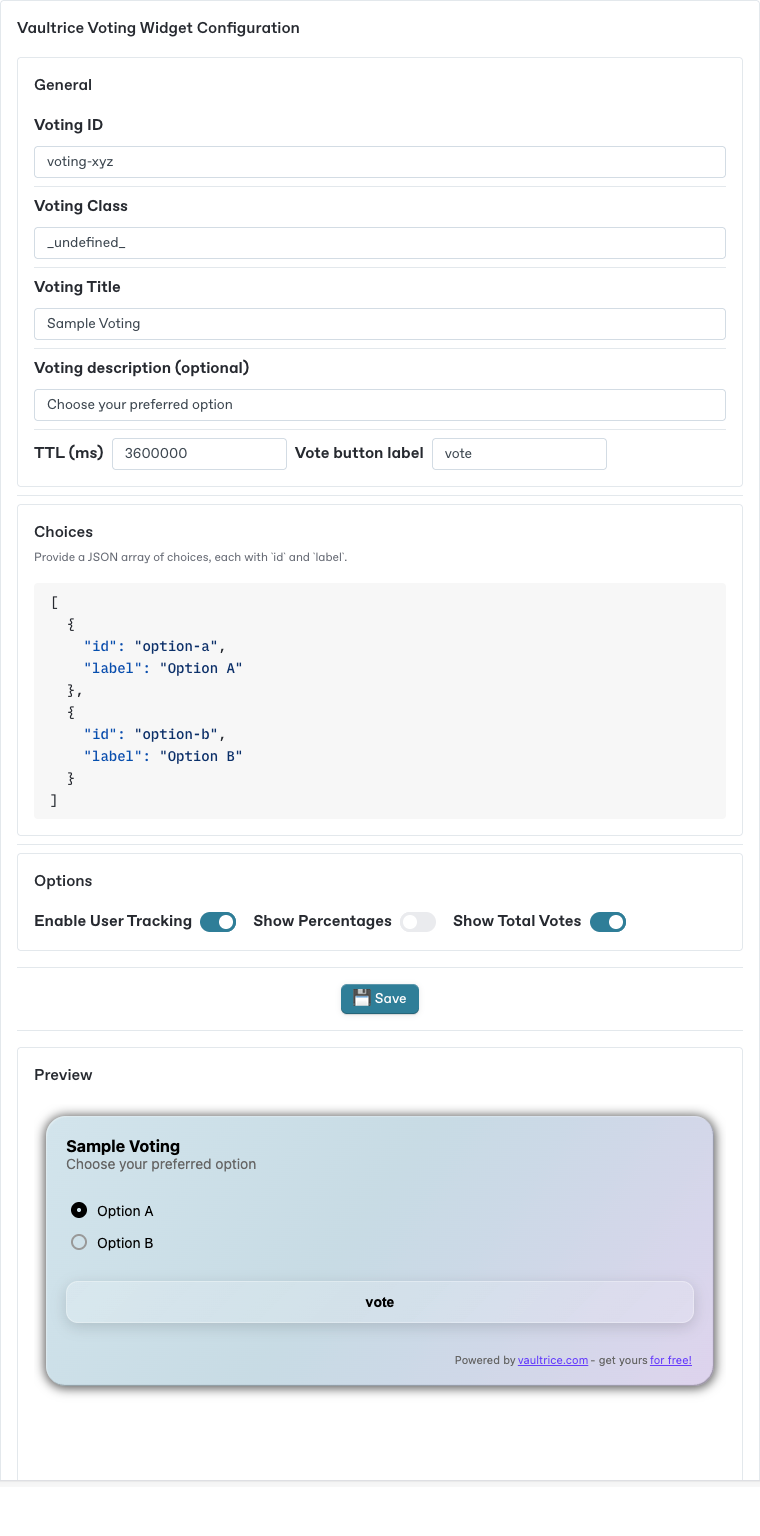 Vaultrice Voting Widget Configuration
General
Voting ID
voting-xyz
Voting Class
_undefined_
Voting Title
Sample Voting
Voting description (optional)
Choose your preferred option
TTL (ms) 3600000 Vote button label vote
Choices
Provide a JSON array of choices, each with `id` and `label`.
[
  {
    "id": "option-a",
    "label": "Option A"
  },
  {
    "id": "option-b",
    "label": "Option B"
  }
]
Options
Enable User Tracking Show Percentages Show Total Votes
💾 Save
Preview
Sample Voting
Choose your preferred option
Option A
Option B
vote
Powered by vaultrice.com - get yours for free!